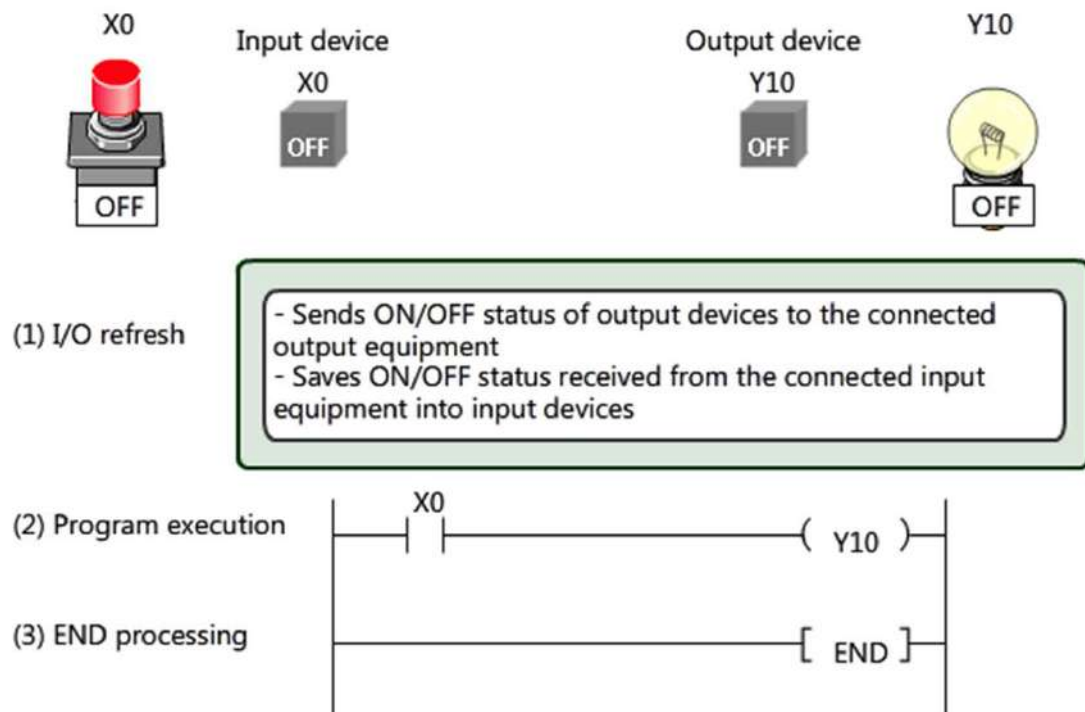 X0
Input device
X0
OFF
OFF
Output device
Y10
OFF
Y10
OFF
(1) I/O refresh
- Sends ON/OFF status of output devices to the connected
output equipment
- Saves ON/OFF status received from the connected input
equipment into input devices
(2) Program execution
X0
( Y10 )
(3) END processing
[ END ]